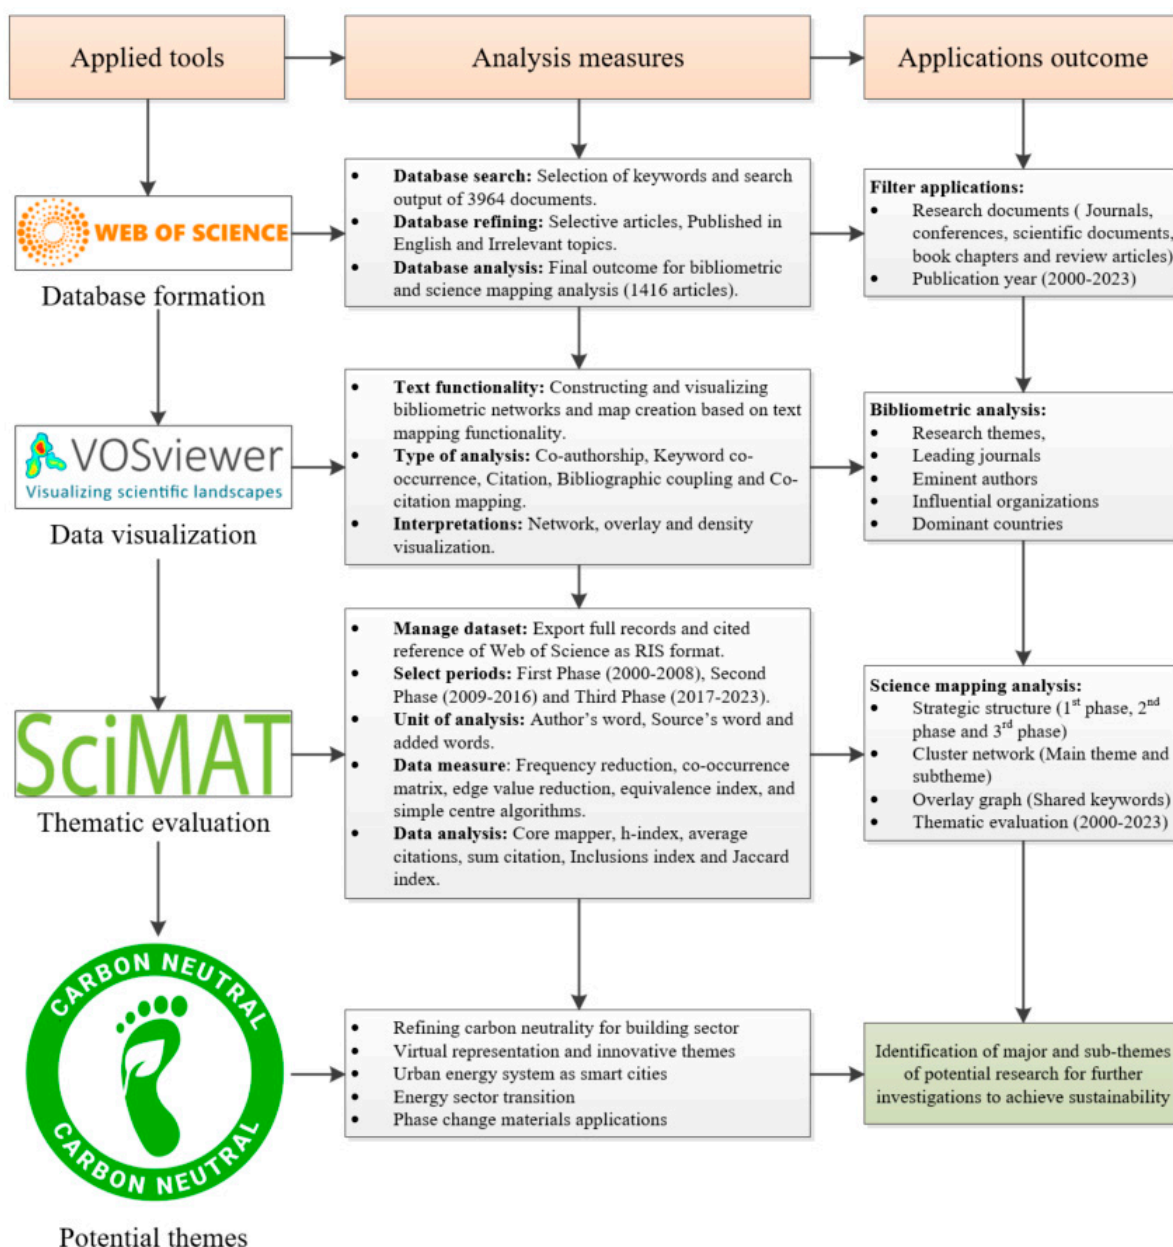 Applied tools
Analysis measures
Applications outcome
WEB OF SCIENCE
Database formation
• Database search: Selection of keywords and search
output of 3964 documents.
• Database refining: Selective articles, Published in
English and Irrelevant topics.
• Database analysis: Final outcome for bibliometric
and science mapping analysis (1416 articles).
Filter applications:
• Research documents ( Journals,
conferences, scientific documents,
book chapters and review articles)
• Publication year (2000-2023)
VOSviewer
Visualizing scientific landscapes
Data visualization
• Text functionality: Constructing and visualizing
bibliometric networks and map creation based on text
mapping functionality.
• Type of analysis: Co-authorship, Keyword co-
occurrence, Citation, Bibliographic coupling and Co-
citation mapping.
• Interpretations: Network, overlay and density
visualization.
Bibliometric analysis:
• Research themes,
• Leading journals
• Eminent authors
• Influential organizations
• Dominant countries
SciMAT
Thematic evaluation
• Manage dataset: Export full records and cited
reference of Web of Science as RIS format.
• Select periods: First Phase (2000-2008), Second
Phase (2009-2016) and Third Phase (2017-2023).
• Unit of analysis: Author’s word, Source’s word and
added words.
• Data measure: Frequency reduction, co-occurrence
matrix, edge value reduction, equivalence index, and
simple centre algorithms.
• Data analysis: Core mapper, h-index, average
citations, sum citation, Inclusions index and Jaccard
index.
Science mapping analysis:
• Strategic structure (1st phase, 2nd
phase and 3rd phase)
• Cluster network (Main theme and
subtheme)
• Overlay graph (Shared keywords)
• Thematic evaluation (2000-2023)
CARBON NEUTRAL
CARBON NEUTRAL
Potential themes
• Refining carbon neutrality for building sector
• Virtual representation and innovative themes
• Urban energy system as smart cities
• Energy sector transition
• Phase change materials applications
Identification of major and sub-themes
of potential research for further
investigations to achieve sustainability